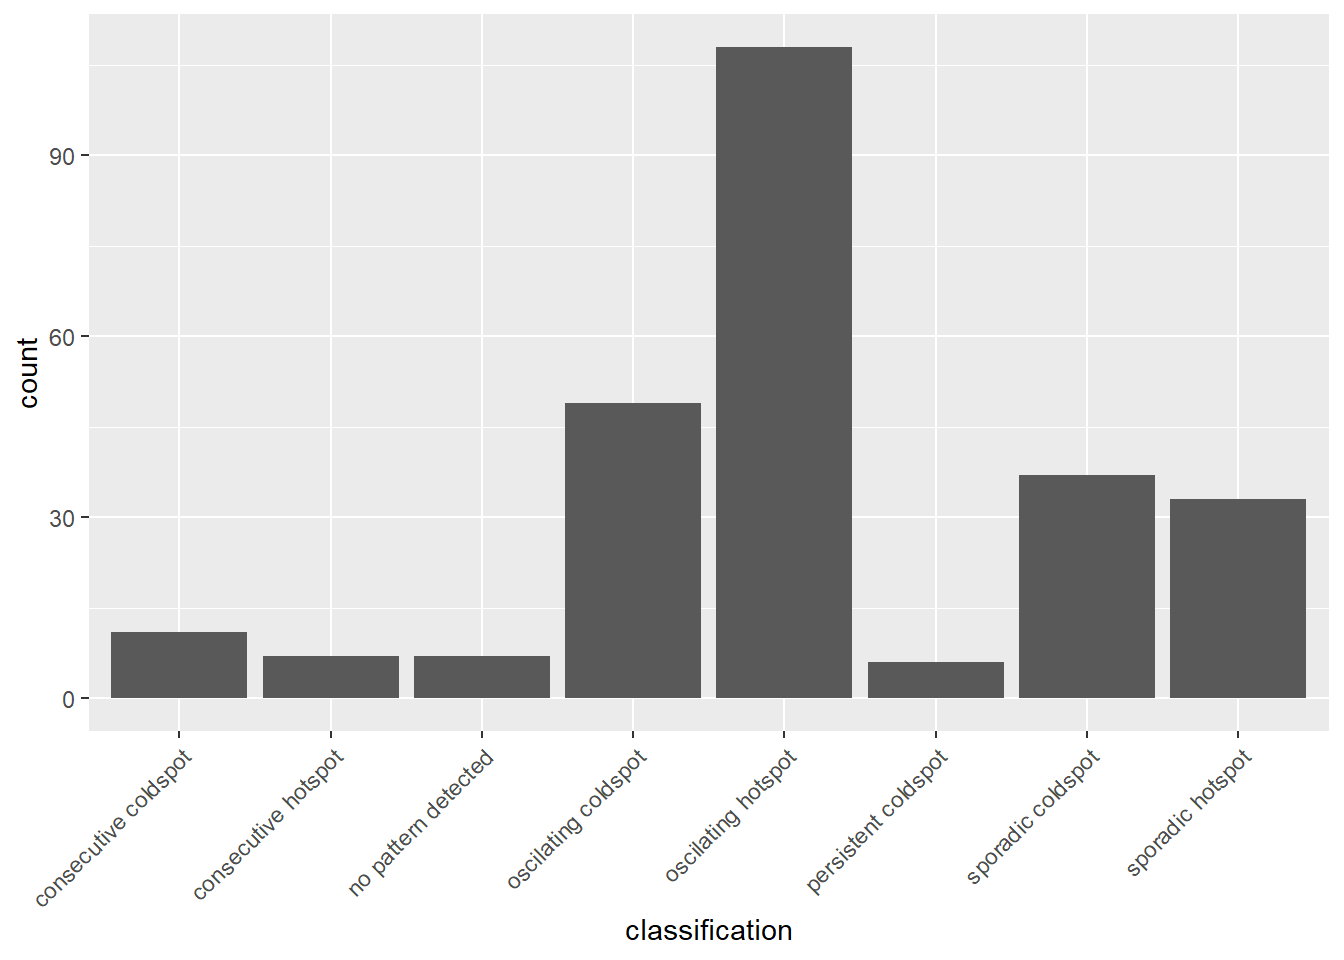 count
90
60
30
0
consecutive coldspot
consecutive hotspot
no pattern detected
oscilating coldspot
oscilating hotspot
persistent coldspot
sporadic coldspot
sporadic hotspot
classification